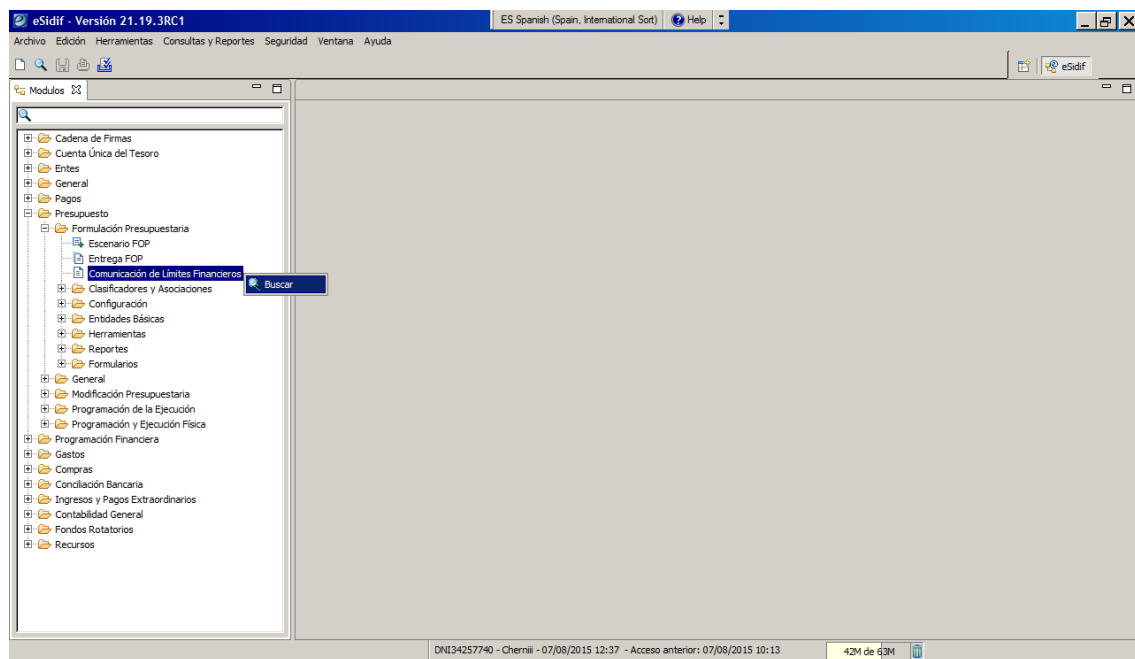 eSidif - Versión 21.19.3RC1
ES Spanish (Spain, International Sort) Help
Archivo Edición Herramientas Consultas y Reportes Seguridad Ventana Ayuda
eSidif
Modulos
Cadena de Firmas
Cuenta Única del Tesoro
Entes
General
Pagos
Presupuesto
Formulación Presupuestaria
Escenario FOP
Entrega FOP
Comunicación de Límites Financieros
Buscar
Clasificadores y Asociaciones
Configuración
Entidades Básicas
Herramientas
Reportes
Formularios
General
Modificación Presupuestaria
Programación de la Ejecución
Programación y Ejecución Física
Programación Financiera
Gastos
Compras
Conciliación Bancaria
Ingresos y Pagos Extraordinarios
Contabilidad General
Fondos Rotatorios
Recursos
DNI34257740 - Cherniii - 07/08/2015 12:37 - Acceso anterior: 07/08/2015 10:13
42M de 63M